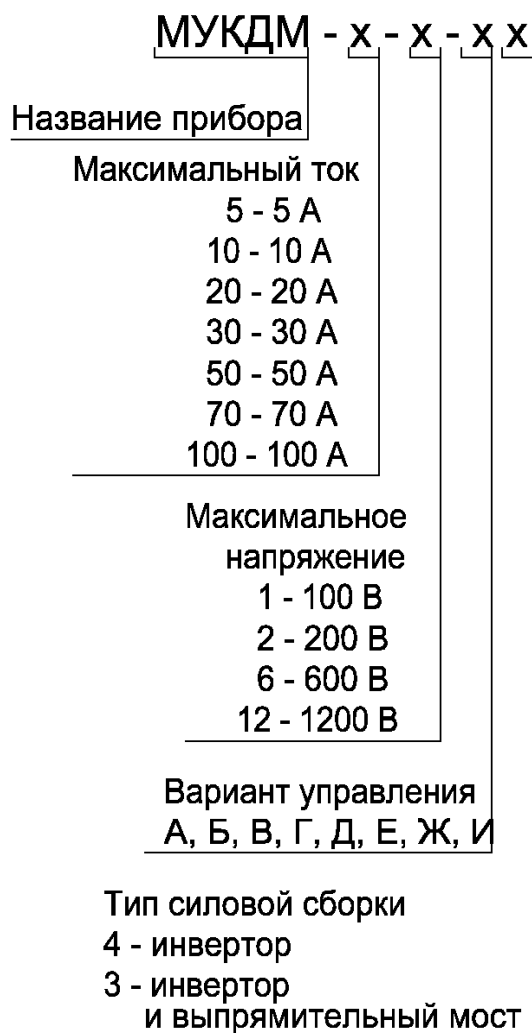 МУКДМ - х - х - х х
Название прибора
Максимальный ток
5 - 5 А
10 - 10 А
20 - 20 А
30 - 30 А
50 - 50 А
70 - 70 А
100 - 100 А
Максимальное
напряжение
1 - 100 В
2 - 200 В
6 - 600 В
12 - 1200 В
Вариант управления
А, Б, В, Г, Д, Е, Ж, И
Тип силовой сборки
4 - инвертор
3 - инвертор
и выпрямительный мост